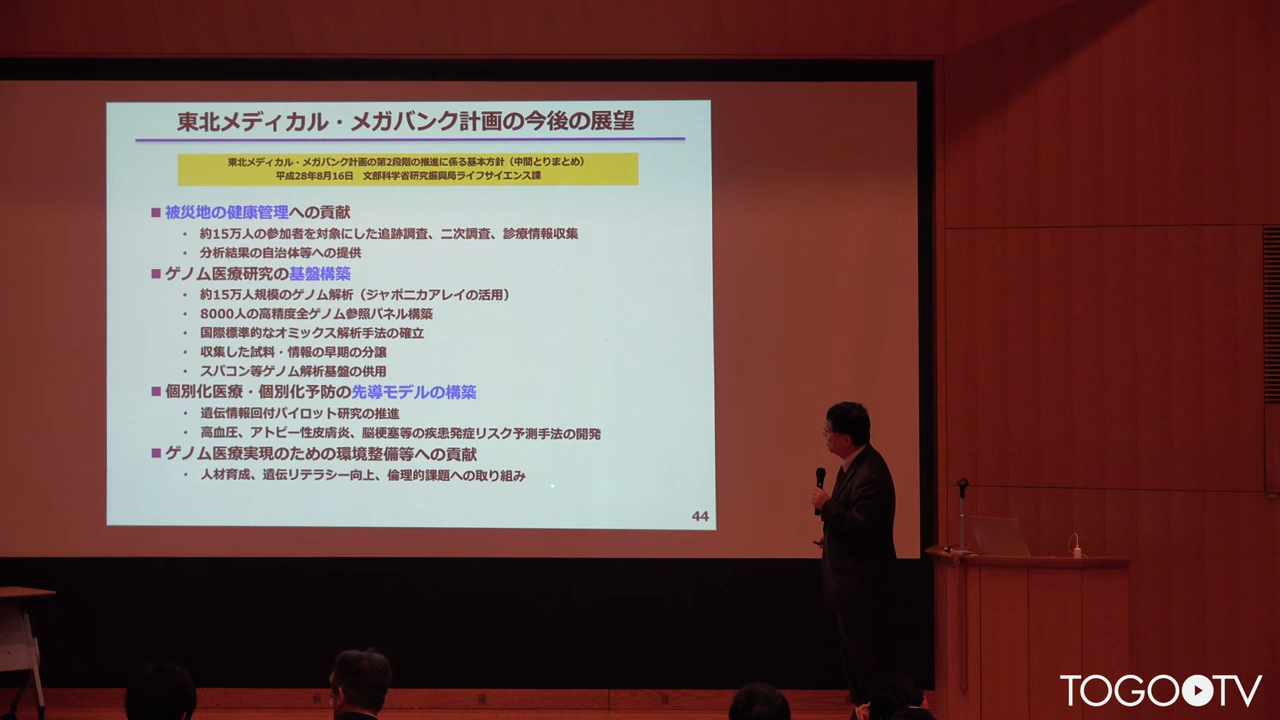 東北メディカル・メガバンク計画の今後の展望
東北メディカル・メガバンク計画の第2段階の推進に係る基本方針（中間とりまとめ）
平成28年8月16日　文部科学省研究振興局ライフサイエンス課
■ 被災地の健康管理への貢献
・ 約15万人の参加者を対象にした追跡調査、二次調査、診療情報収集
・ 分析結果の自治体等への提供
■ ゲノム医療研究の基盤構築
・ 約15万人規模のゲノム解析（ジャポニカアレイの活用）
・ 8000人の高精度全ゲノム参照パネル構築
・ 国際標準的なオミックス解析手法の確立
・ 収集した試料・情報の早期の分譲
・ スパコン等ゲノム解析基盤の供用
■ 個別化医療・個別化予防の先導モデルの構築
・ 遺伝情報回付パイロット研究の推進
・ 高血圧、アトピー性皮膚炎、脳梗塞等の疾患発症リスク予測手法の開発
■ ゲノム医療実現のための環境整備等への貢献
・ 人材育成、遺伝リテラシー向上、倫理的課題への取り組み
44
TOGO TV